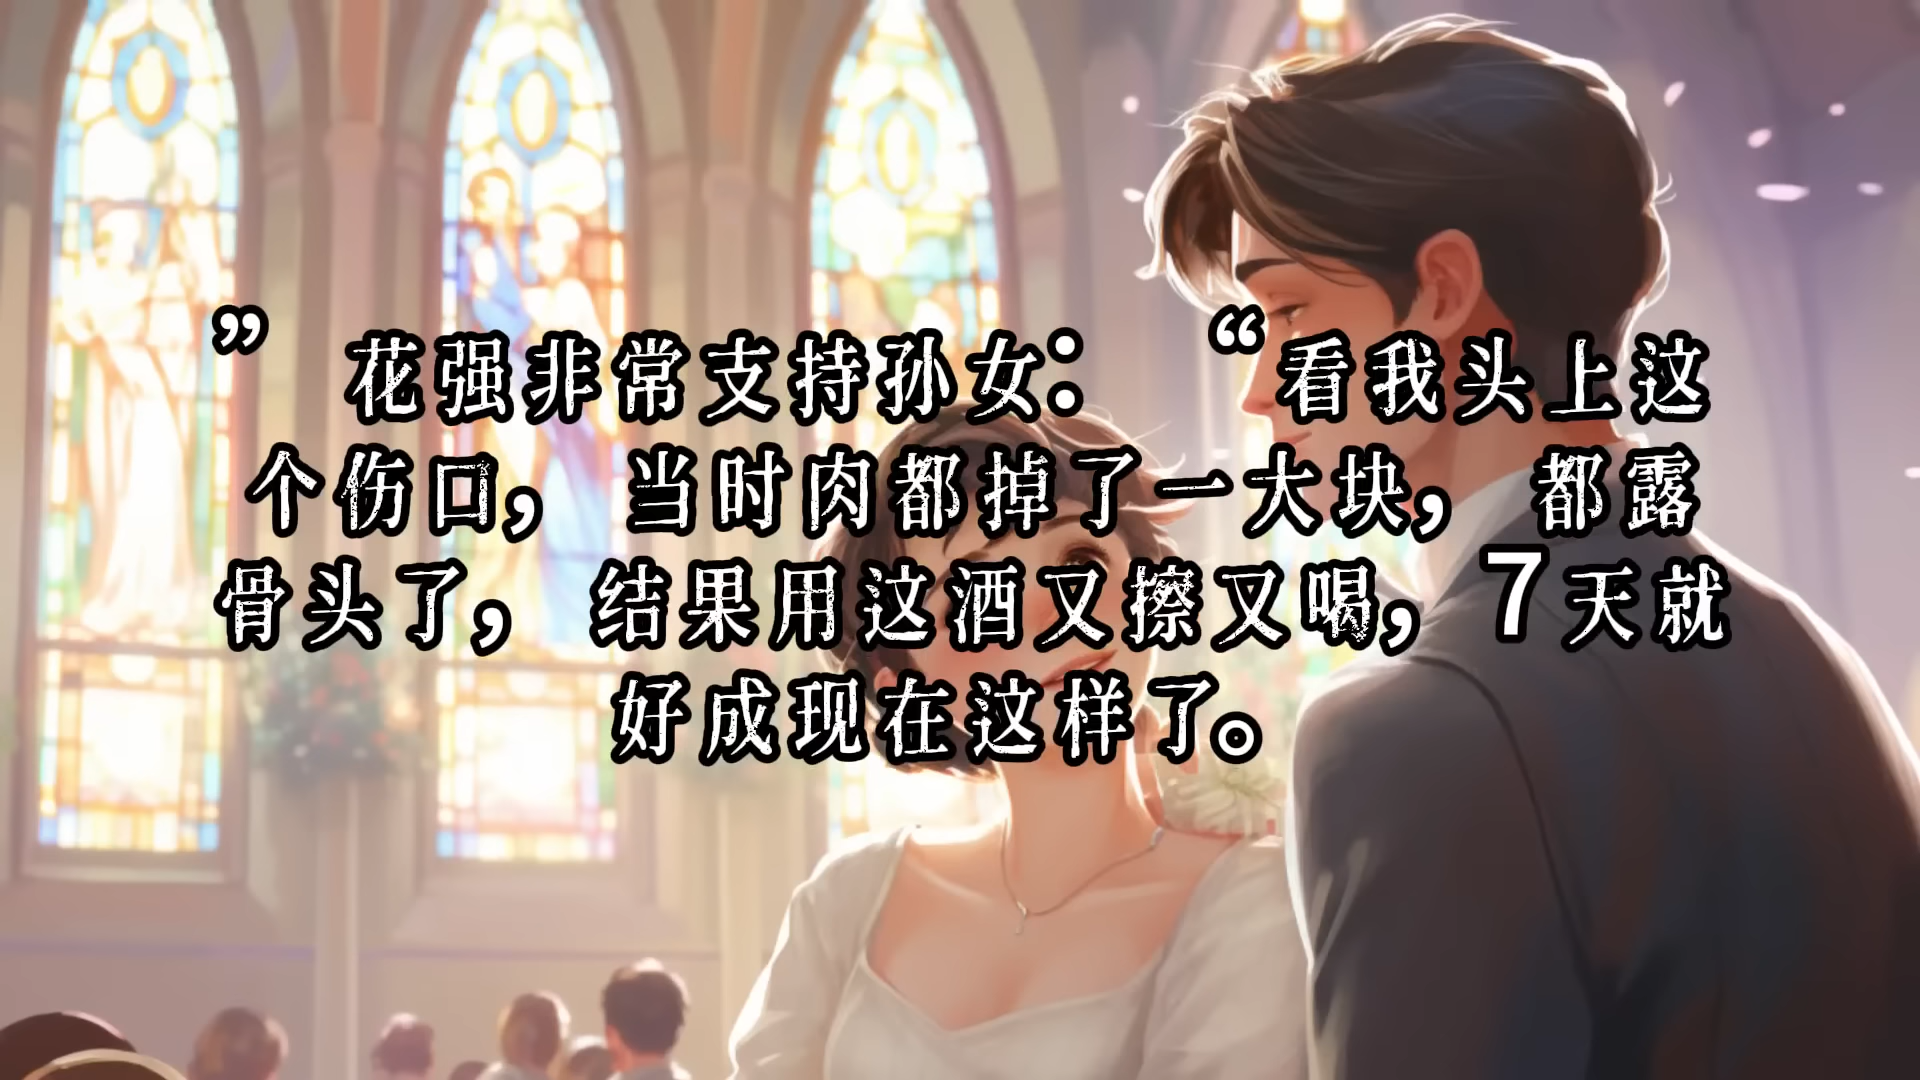 ” 花强非常支持孙女：“看我头上这
个伤口，当时肉都掉了一大块，都露
骨头了，结果用这酒又擦又喝，7天就
好成现在这样了。